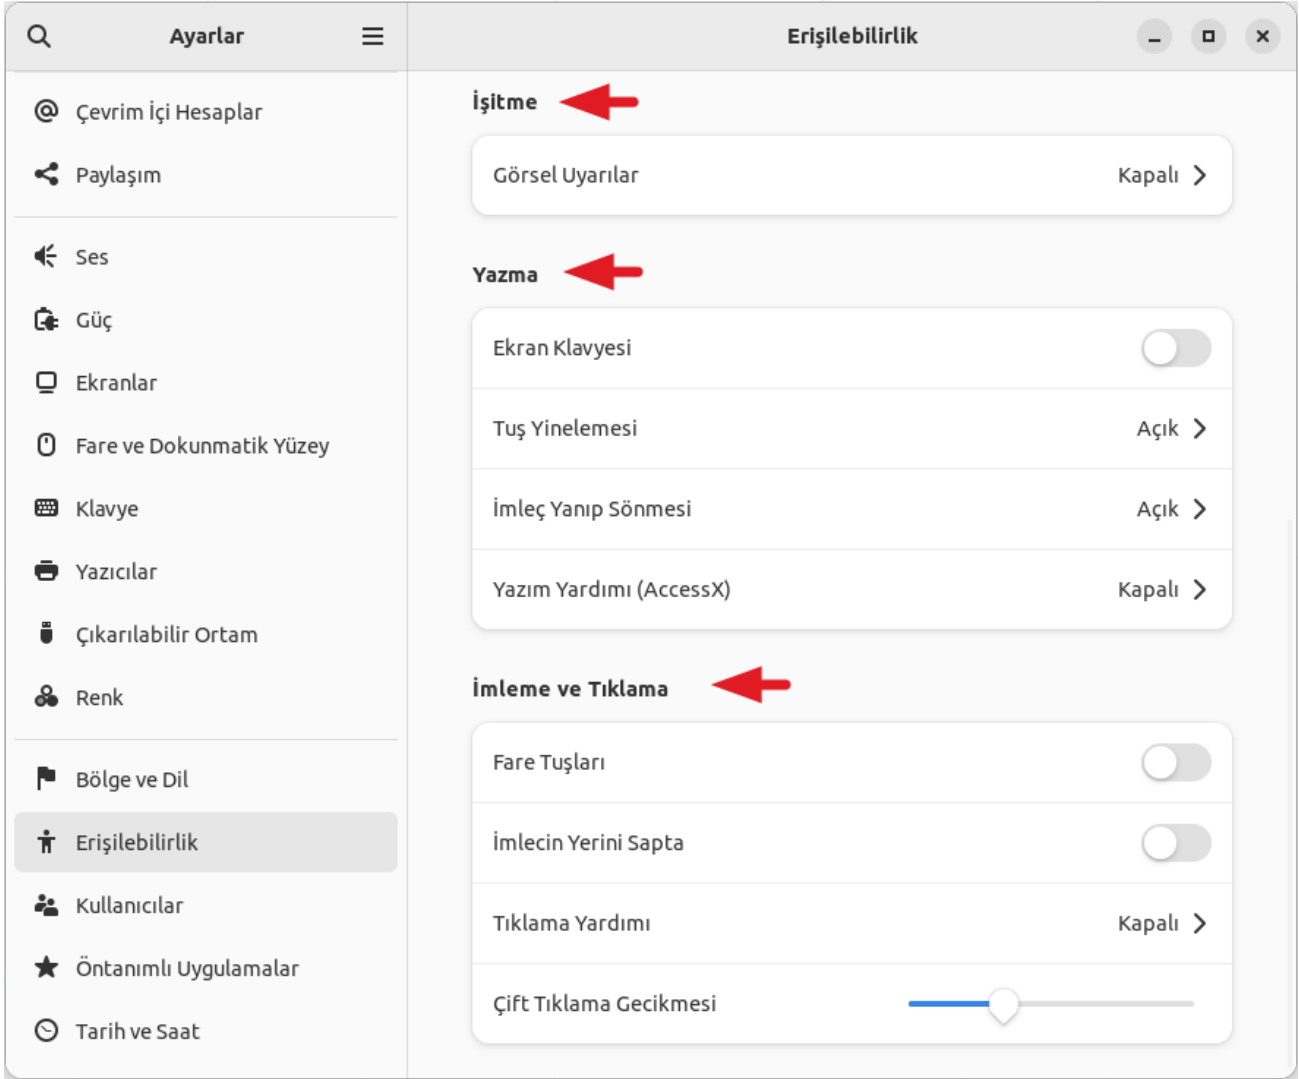 Ayarlar
Çevrim İçi Hesaplar
Paylaşım
Ses
Güç
Ekranlar
Fare ve Dokunmatik Yüzey
Klavye
Yazıcılar
Çıkarılabilir Ortam
Renk
Bölge ve Dil
Erişilebilirlik
Kullanıcılar
Öntanımlı Uygulamalar
Tarih ve Saat
Erişilebilirlik
İşitme
Görsel Uyarılar Kapalı
Yazma
Ekran Klavyesi
Tuş Yinelemesi Açık
İmleç Yanıp Sönmesi Açık
Yazım Yardımı (AccessX) Kapalı
İmleme ve Tıklama
Fare Tuşları
İmlecin Yerini Sapta
Tıklama Yardımı Kapalı
Çift Tıklama Gecikmesi